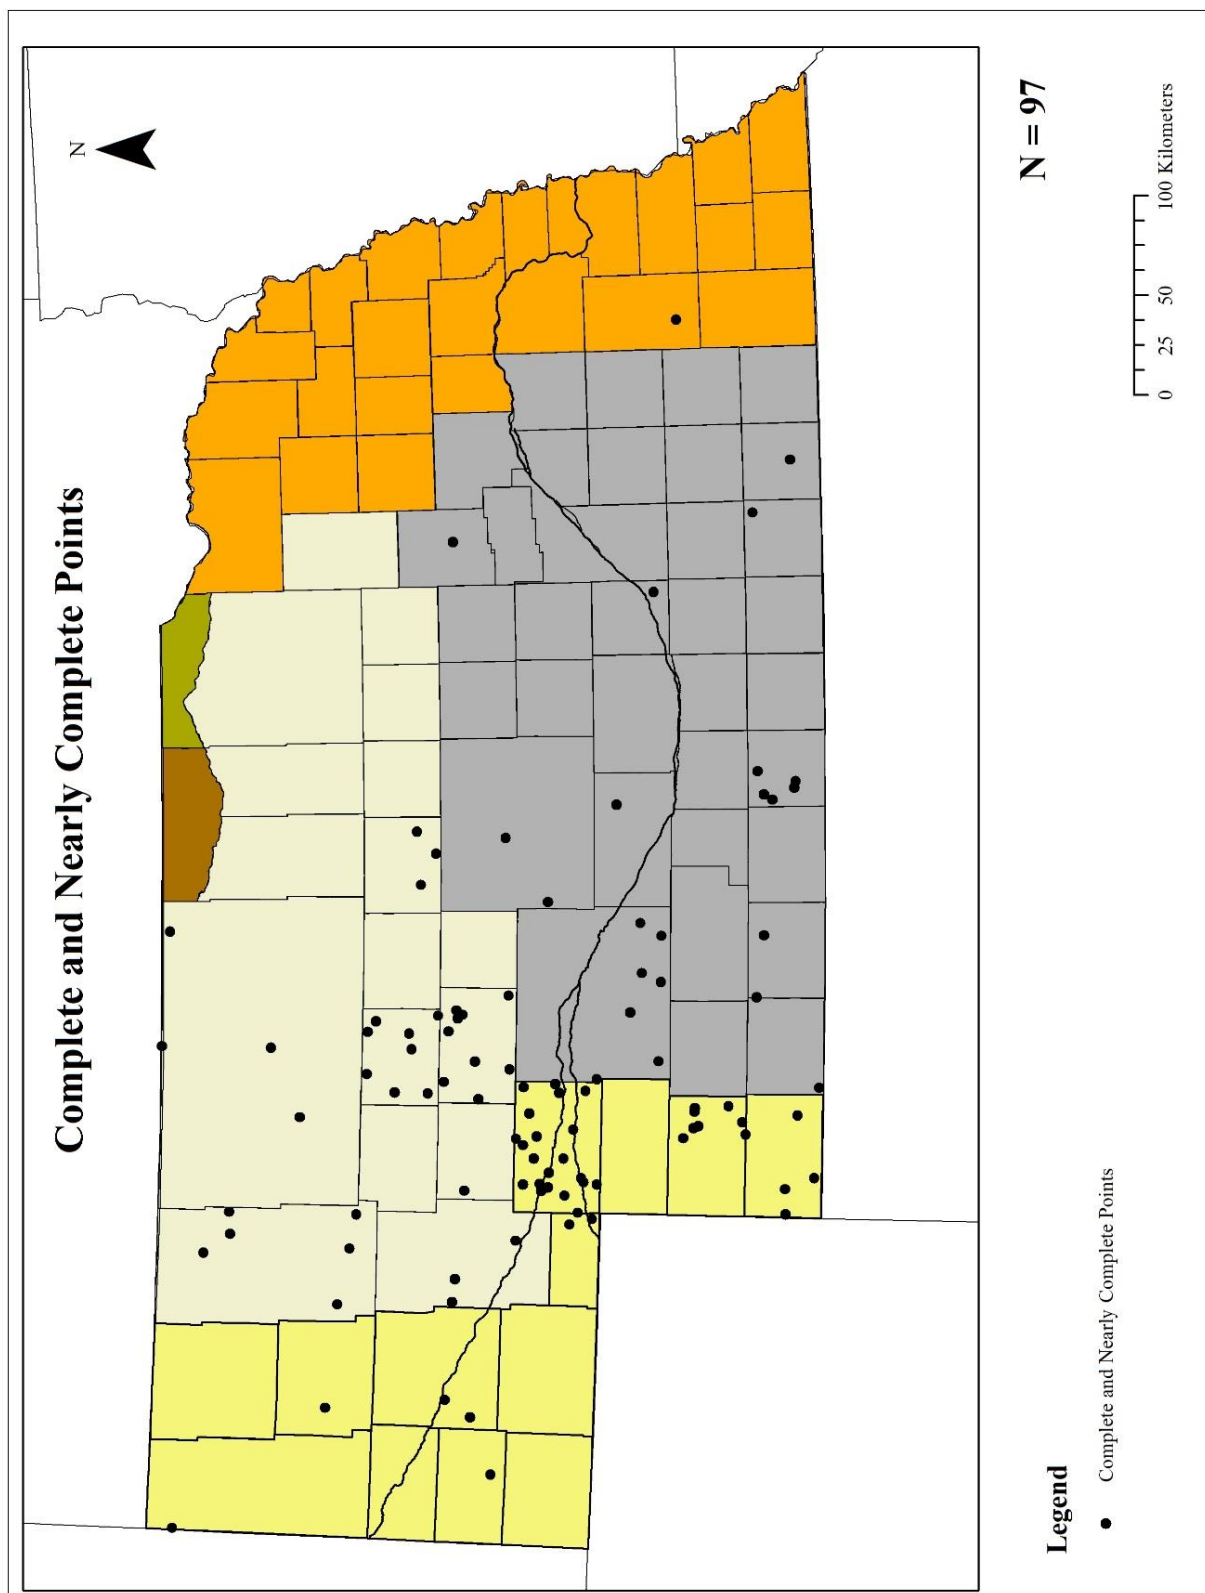 Complete and Nearly Complete Points
N
N = 97
0 25 50 100 Kilometers
Legend
Complete and Nearly Complete Points